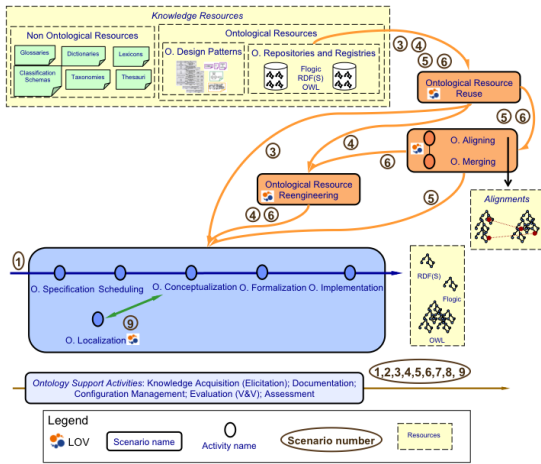 Knowledge Resources
Non Ontological Resources
Glossaries
Dictionaries
Lexicons
Classification
Schemas
Taxonomies
Thesauri
Ontological Resources
O. Design Patterns
O. Repositories and Registries
Flogic
RDF(S)
OWL
3 4
5 6
Ontological Resource
Reuse
5 6
O. Aligning
O. Merging
3
4
6
Ontological Resource
Reengineering
4 6
5
Alignments
1
O. Specification Scheduling O. Conceptualization O. Formalization O. Implementation
9
O. Localization
RDF(S)
Flogic
OWL
1,2,3,4,5,6,7,8, 9
Ontology Support Activities: Knowledge Acquisition (Elicitation); Documentation;
Configuration Management; Evaluation (V&V); Assessment
Legend
LOV
Scenario name
Activity name
Scenario number
Resources